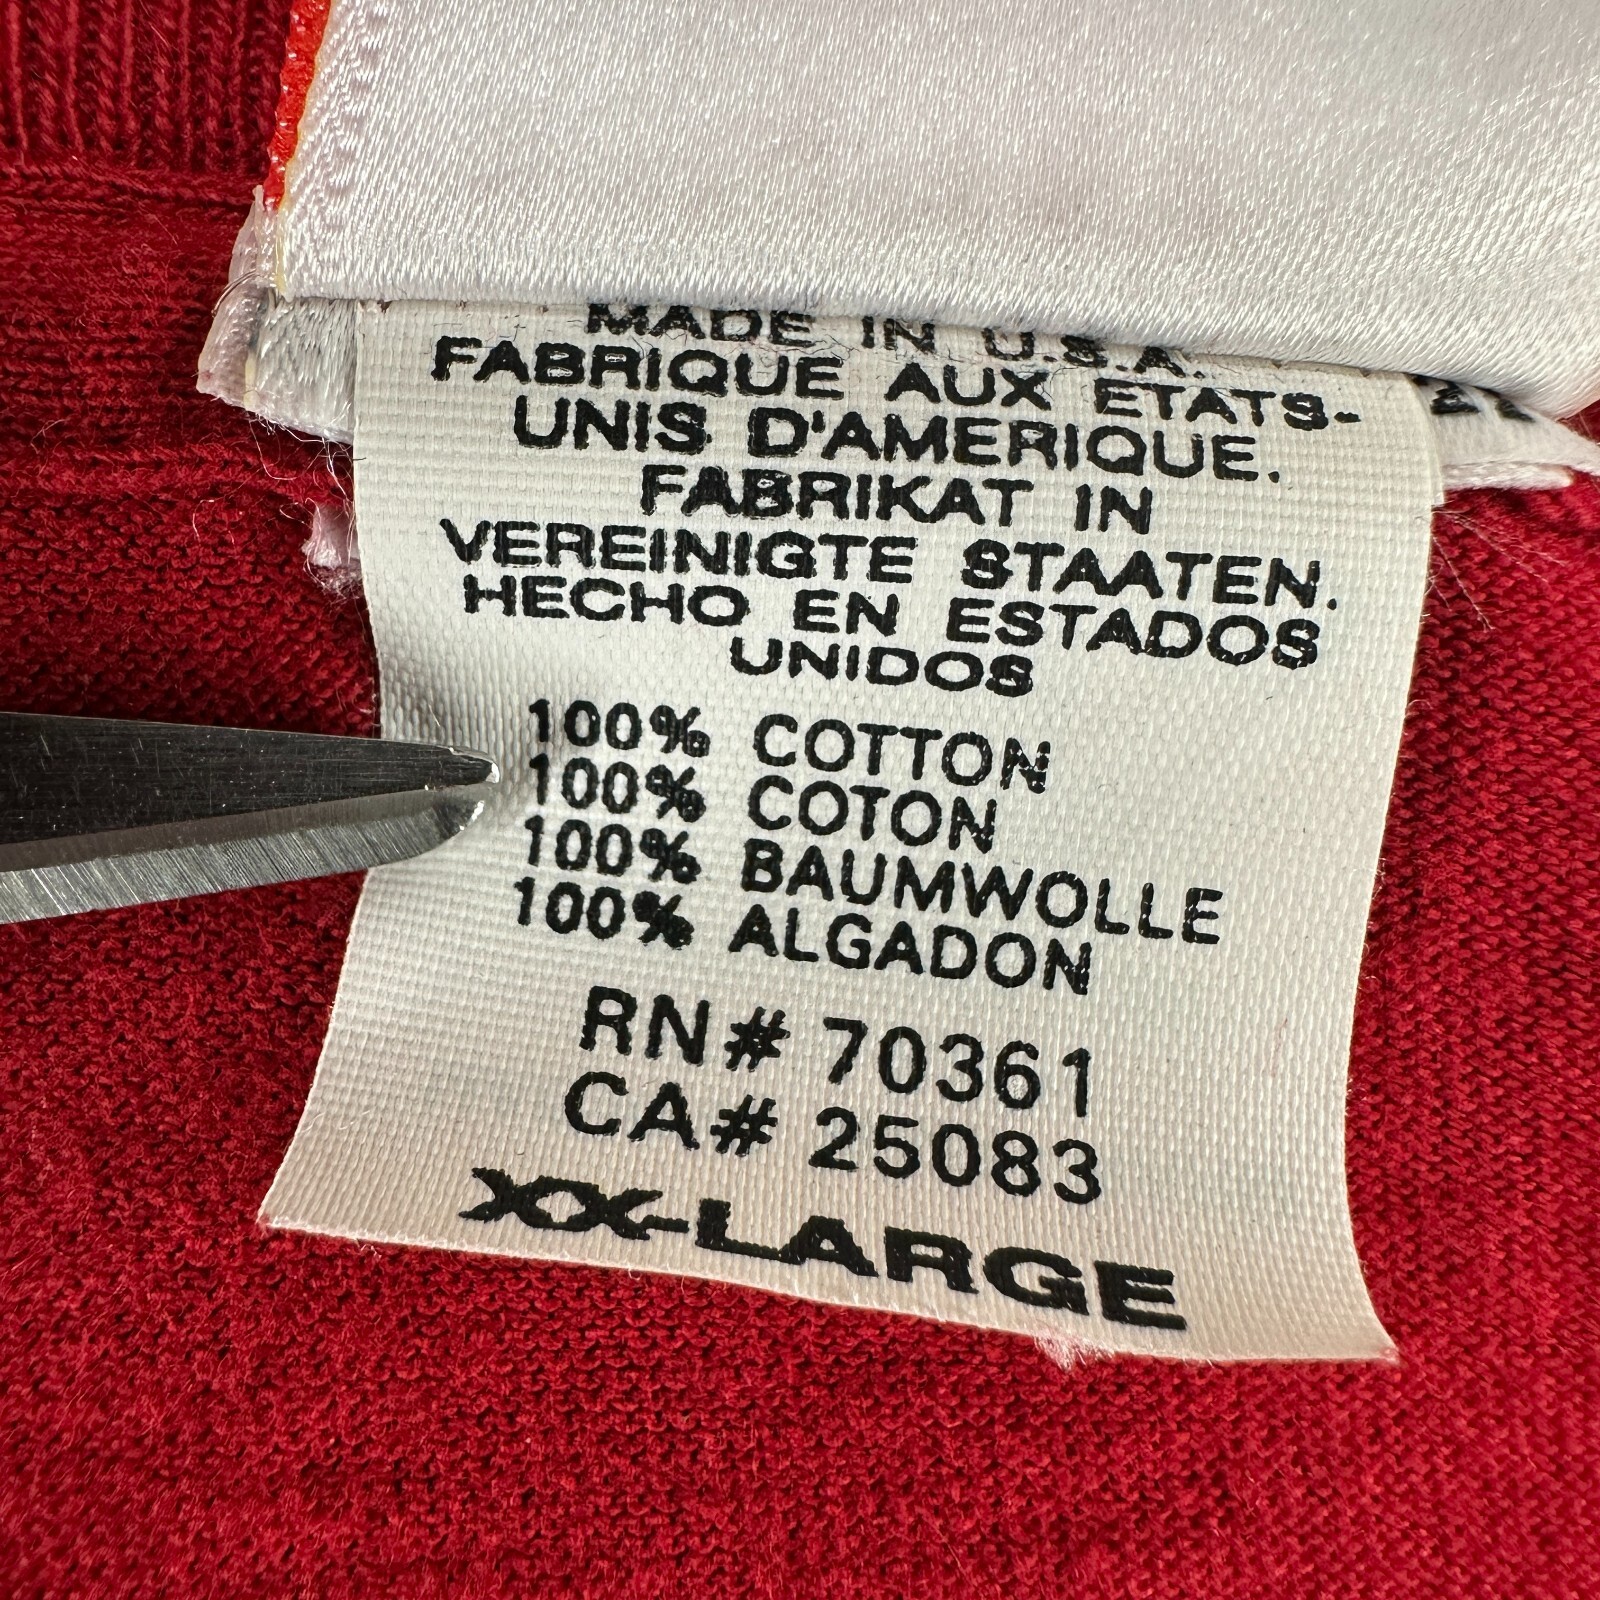 MADE IN U.S.A.
FABRIQUE AUX ETATS-
UNIS D'AMERIQUE.
FABRIKAT IN
VEREINIGTE STAATEN.
HECHO EN ESTADOS
UNIDOS
100% COTTON
100% COTON
100% BAUMWOLLE
100% ALGADON
RN# 70361
CA# 25083
XX-LARGE